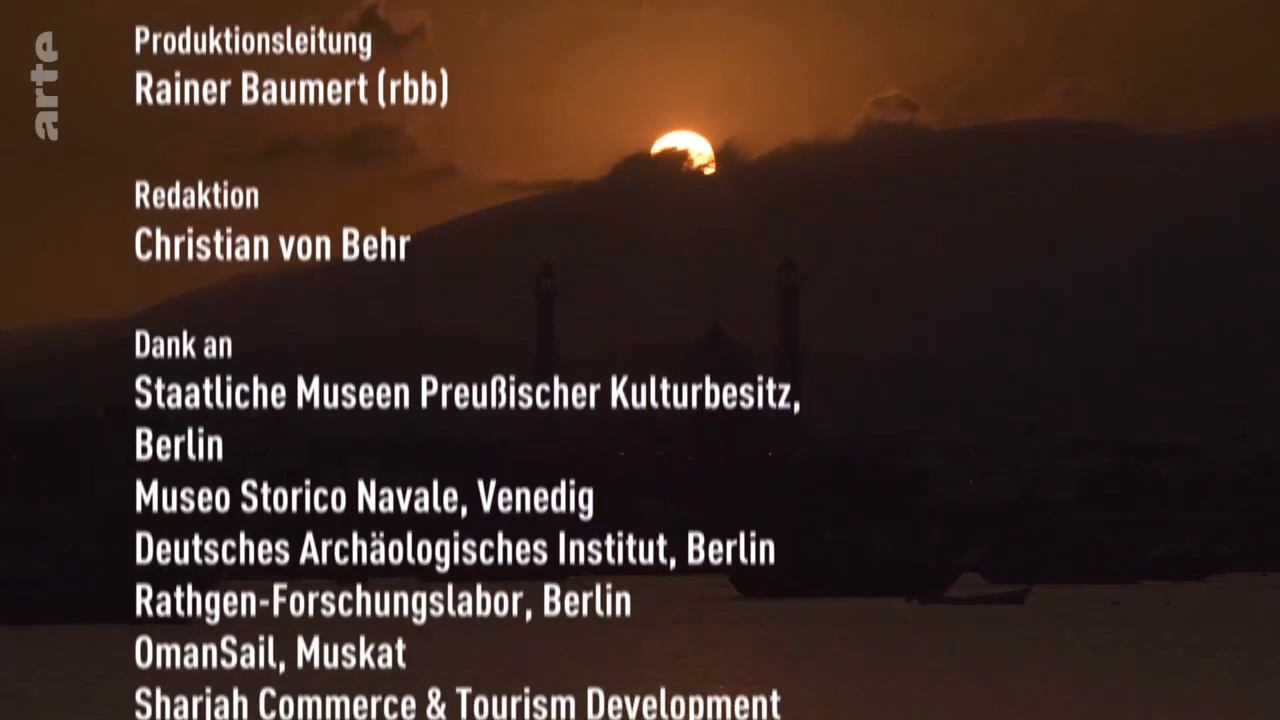 arte
Produktionsleitung
Rainer Baumert (rbb)
Redaktion
Christian von Behr
Dank an
Staatliche Museen Preußischer Kulturbesitz,
Berlin
Museo Storico Navale, Venedig
Deutsches Archäologisches Institut, Berlin
Rathgen-Forschungslabor, Berlin
OmanSail, Muskat
Sharjah Commerce & Tourism Development